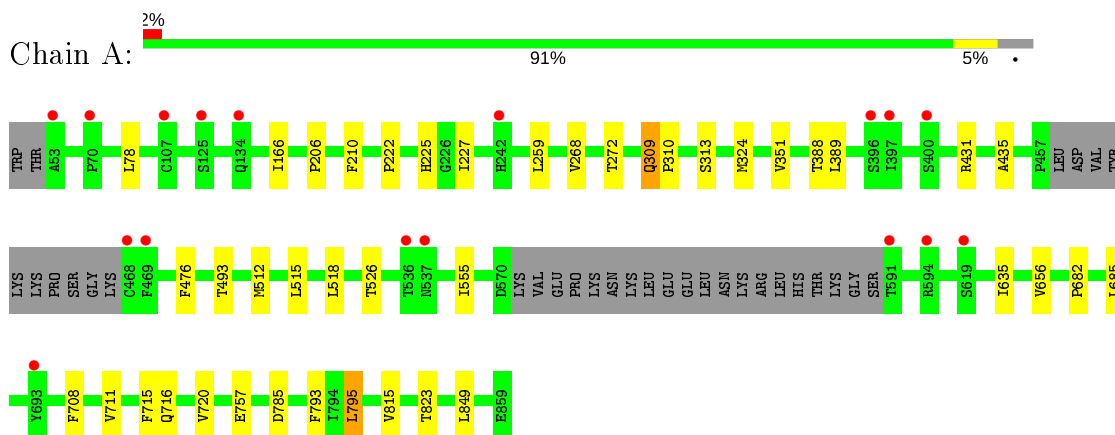 2%
Chain A:
91% 5% •
TRP THR A53 P70 L78 C107 S125 Q134 I166 P206 F210 P222 H225 G226 I227 H242 L259 V268 T272 Q309 P310 S313 M324 V351 T388 L389 S396 I397 S400 R431 A435 P457 LEU ASP VAL TYR
LYS LYS PRO SER GLY LYS C468 F469 F476 T493 M512 L515 L518 T526 T536 N537 I555 D570 LYS VAL GLU PRO LYS ASN LYS LEU GLU GLU LEU ASN LYS ARG LEU HIS THR LYS GLY SER T591 R594 S619 I635 V656 P682 L685
Y693 F708 V711 F715 Q716 V720 E757 D785 F793 I794 L795 V815 T823 L849 E859